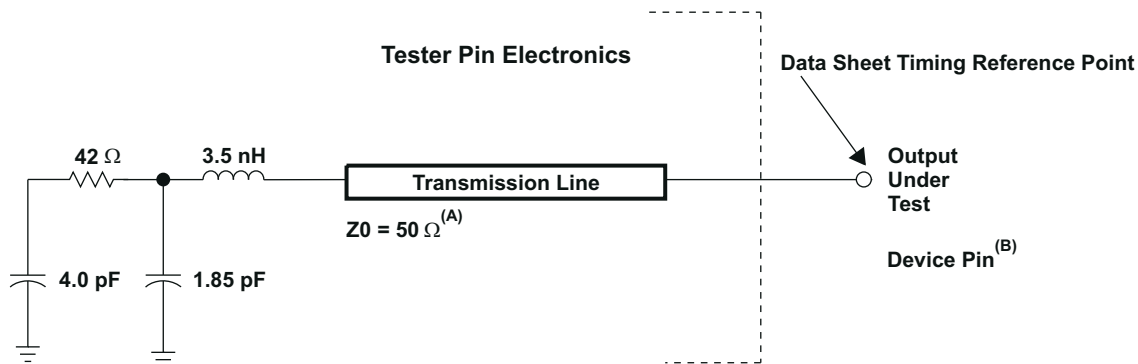 Tester Pin Electronics
Data Sheet Timing Reference Point
42 Ω
3.5 nH
Transmission Line
Output
Under
Test
Z0 = 50 Ω(A)
Device Pin(B)
4.0 pF
1.85 pF